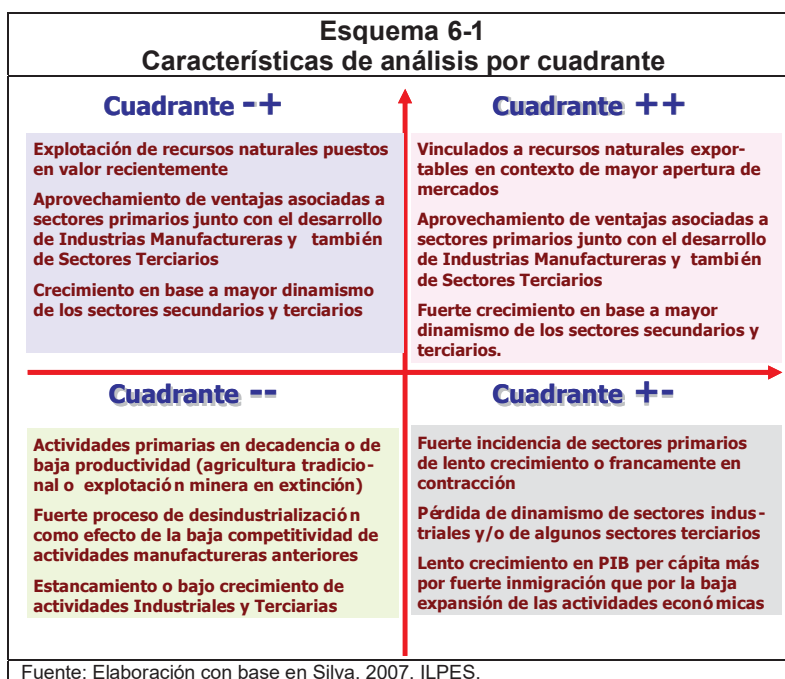 Esquema 6-1
Características de análisis por cuadrante
Cuadrante -+
Explotación de recursos naturales puestos
en valor recientemente
Aprovechamiento de ventajas asociadas a
sectores primarios junto con el desarrollo
de Industrias Manufactureras y también
de Sectores Terciarios
Crecimiento en base a mayor dinamismo
de los sectores secundarios y terciarios
Cuadrante ++
Vinculados a recursos naturales expor-
tables en contexto de mayor apertura de
mercados
Aprovechamiento de ventajas asociadas a
sectores primarios junto con el desarrollo
de Industrias Manufactureras y también
de Sectores Terciarios
Fuerte crecimiento en base a mayor
dinamismo de los sectores secundarios y
terciarios.
Cuadrante --
Actividades primarias en decadencia o de
baja productividad (agricultura tradicio-
nal o explotación minera en extinción)
Fuerte proceso de desindustrialización
como efecto de la baja competitividad de
actividades manufactureras anteriores
Estancamiento o bajo crecimiento de
actividades Industriales y Terciarias
Cuadrante +-
Fuerte incidencia de sectores primarios
de lento crecimiento o francamente en
contracción
Pérdida de dinamismo de sectores indus-
triales y/o de algunos sectores terciarios
Lento crecimiento en PIB per cápita más
por fuerte inmigración que por la baja
expansión de las actividades económicas
Fuente: Elaboración con base en Silva, 2007, ILPES.